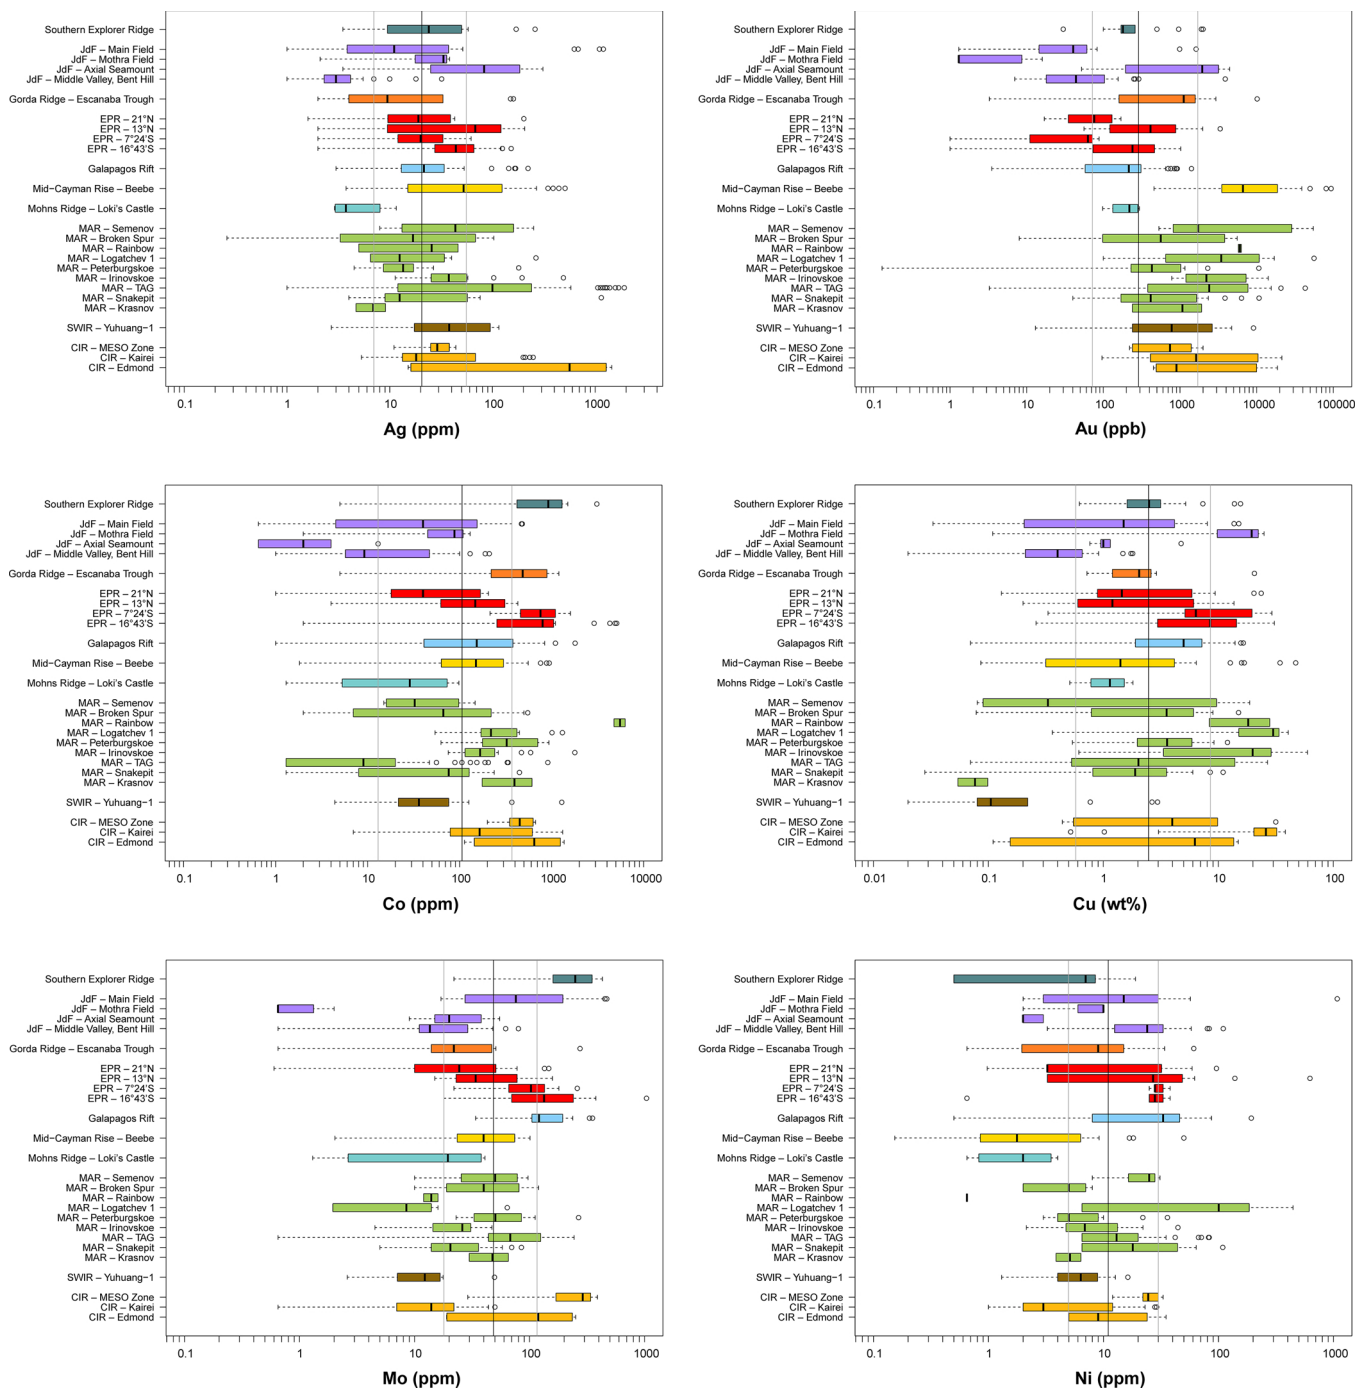 Southern Explorer Ridge
JdF – Main Field
JdF – Mothra Field
JdF – Axial Seamount
JdF – Middle Valley, Bent Hill
Gorda Ridge – Escanaba Trough
EPR – 21°N
EPR – 13°N
EPR – 7°24'S
EPR – 16°43'S
Galapagos Rift
Mid−Cayman Rise – Beebe
Mohns Ridge – Loki's Castle
MAR – Semenov
MAR – Broken Spur
MAR – Rainbow
MAR – Logatchev 1
MAR – Peterburgskoe
MAR – Irinovskoe
MAR – TAG
MAR – Snakepit
MAR – Krasnov
SWIR – Yuhuang−1
CIR – MESO Zone
CIR – Kairei
CIR – Edmond
0.1 1 10 100 1000
Ag (ppm)
Southern Explorer Ridge
JdF – Main Field
JdF – Mothra Field
JdF – Axial Seamount
JdF – Middle Valley, Bent Hill
Gorda Ridge – Escanaba Trough
EPR – 21°N
EPR – 13°N
EPR – 7°24'S
EPR – 16°43'S
Galapagos Rift
Mid−Cayman Rise – Beebe
Mohns Ridge – Loki's Castle
MAR – Semenov
MAR – Broken Spur
MAR – Rainbow
MAR – Logatchev 1
MAR – Peterburgskoe
MAR – Irinovskoe
MAR – TAG
MAR – Snakepit
MAR – Krasnov
SWIR – Yuhuang−1
CIR – MESO Zone
CIR – Kairei
CIR – Edmond
0.1 1 10 100 1000 10000 100000
Au (ppb)
Southern Explorer Ridge
JdF – Main Field
JdF – Mothra Field
JdF – Axial Seamount
JdF – Middle Valley, Bent Hill
Gorda Ridge – Escanaba Trough
EPR – 21°N
EPR – 13°N
EPR – 7°24'S
EPR – 16°43'S
Galapagos Rift
Mid−Cayman Rise – Beebe
Mohns Ridge – Loki's Castle
MAR – Semenov
MAR – Broken Spur
MAR – Rainbow
MAR – Logatchev 1
MAR – Peterburgskoe
MAR – Irinovskoe
MAR – TAG
MAR – Snakepit
MAR – Krasnov
SWIR – Yuhuang−1
CIR – MESO Zone
CIR – Kairei
CIR – Edmond
0.1 1 10 100 1000 10000
Co (ppm)
Southern Explorer Ridge
JdF – Main Field
JdF – Mothra Field
JdF – Axial Seamount
JdF – Middle Valley, Bent Hill
Gorda Ridge – Escanaba Trough
EPR – 21°N
EPR – 13°N
EPR – 7°24'S
EPR – 16°43'S
Galapagos Rift
Mid−Cayman Rise – Beebe
Mohns Ridge – Loki's Castle
MAR – Semenov
MAR – Broken Spur
MAR – Rainbow
MAR – Logatchev 1
MAR – Peterburgskoe
MAR – Irinovskoe
MAR – TAG
MAR – Snakepit
MAR – Krasnov
SWIR – Yuhuang−1
CIR – MESO Zone
CIR – Kairei
CIR – Edmond
0.01 0.1 1 10 100
Cu (wt%)
Southern Explorer Ridge
JdF – Main Field
JdF – Mothra Field
JdF – Axial Seamount
JdF – Middle Valley, Bent Hill
Gorda Ridge – Escanaba Trough
EPR – 21°N
EPR – 13°N
EPR – 7°24'S
EPR – 16°43'S
Galapagos Rift
Mid−Cayman Rise – Beebe
Mohns Ridge – Loki's Castle
MAR – Semenov
MAR – Broken Spur
MAR – Rainbow
MAR – Logatchev 1
MAR – Peterburgskoe
MAR – Irinovskoe
MAR – TAG
MAR – Snakepit
MAR – Krasnov
SWIR – Yuhuang−1
CIR – MESO Zone
CIR – Kairei
CIR – Edmond
0.1 1 10 100 1000
Mo (ppm)
Southern Explorer Ridge
JdF – Main Field
JdF – Mothra Field
JdF – Axial Seamount
JdF – Middle Valley, Bent Hill
Gorda Ridge – Escanaba Trough
EPR – 21°N
EPR – 13°N
EPR – 7°24'S
EPR – 16°43'S
Galapagos Rift
Mid−Cayman Rise – Beebe
Mohns Ridge – Loki's Castle
MAR – Semenov
MAR – Broken Spur
MAR – Rainbow
MAR – Logatchev 1
MAR – Peterburgskoe
MAR – Irinovskoe
MAR – TAG
MAR – Snakepit
MAR – Krasnov
SWIR – Yuhuang−1
CIR – MESO Zone
CIR – Kairei
CIR – Edmond
0.1 1 10 100 1000
Ni (ppm)